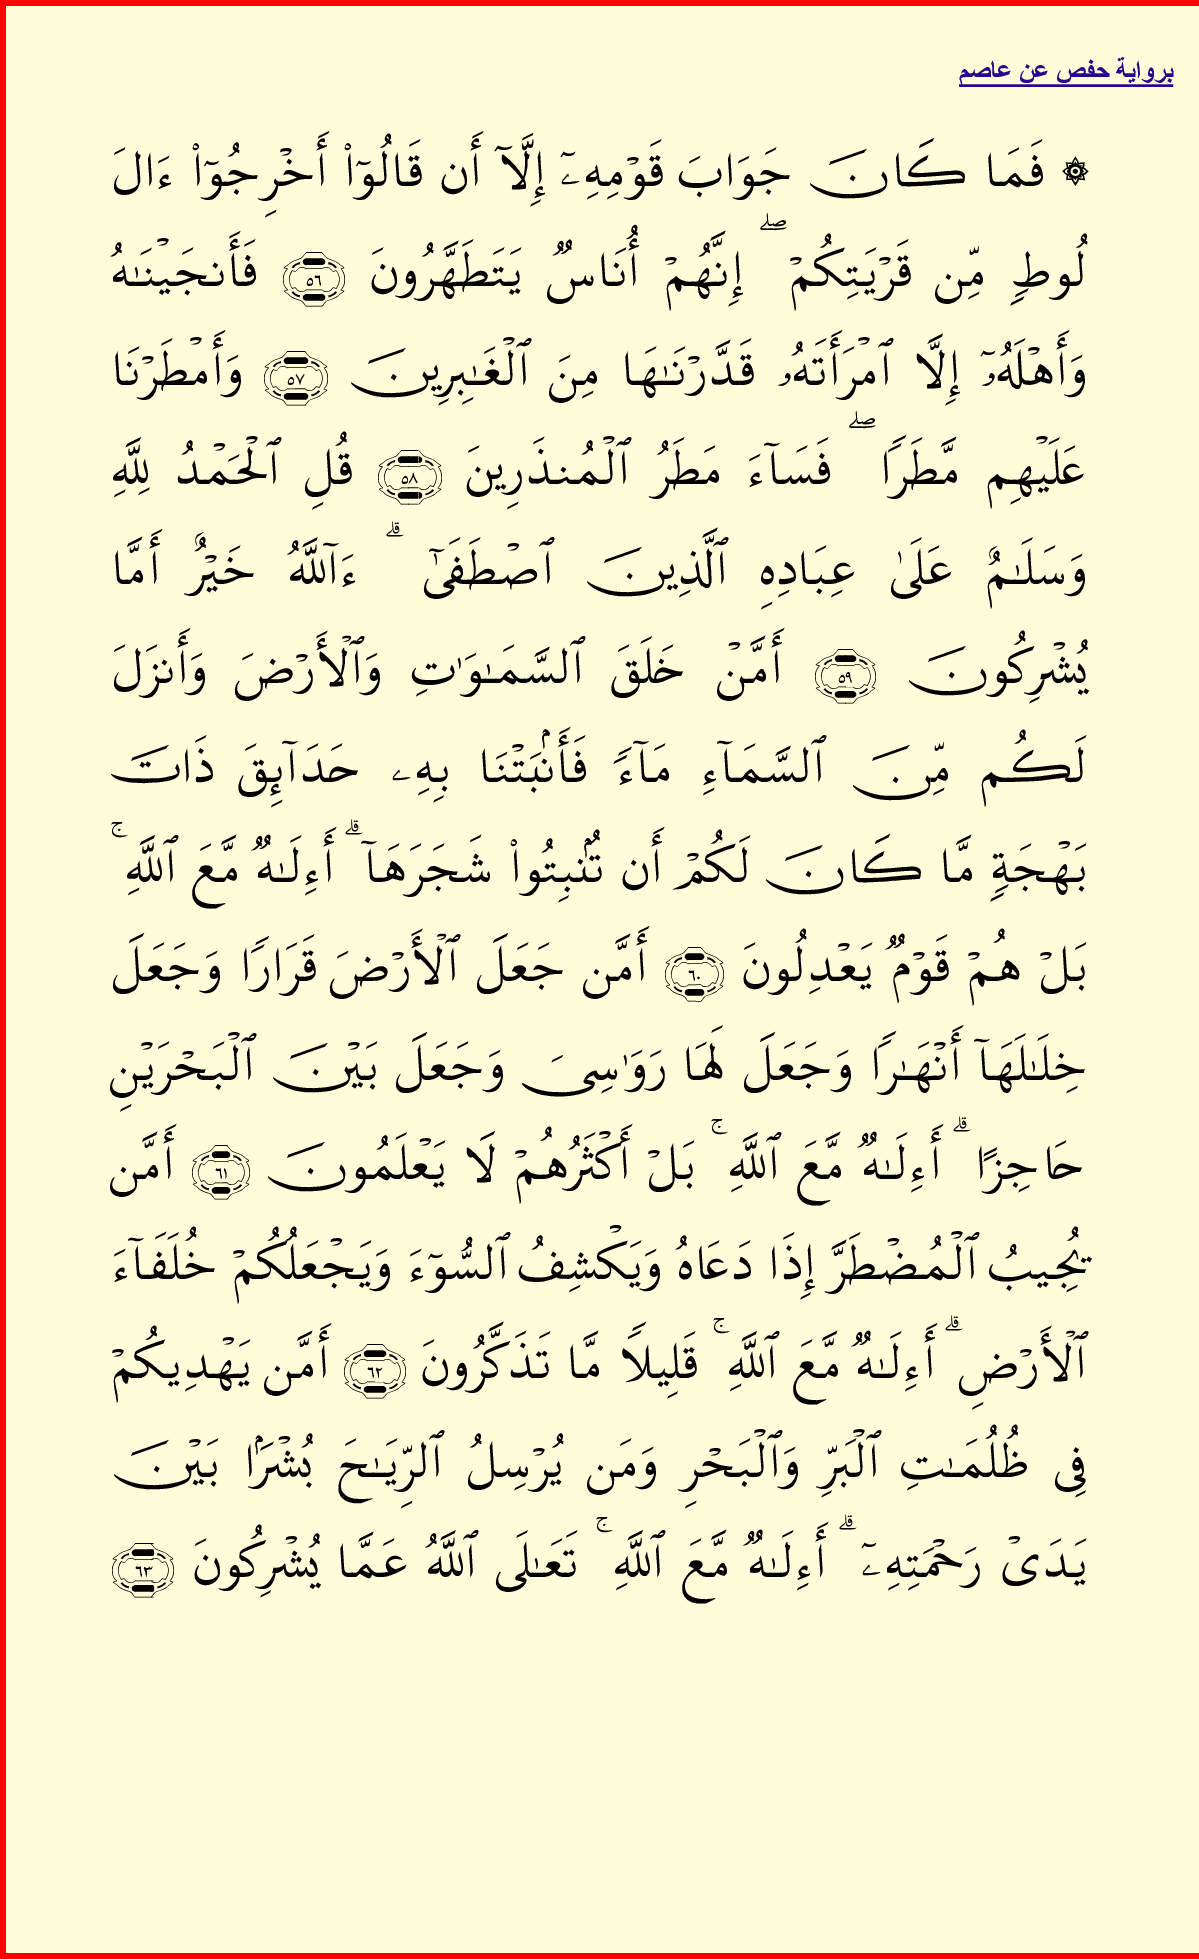 برواية حفص عن عاصم
۞ فَمَا كَانَ جَوَابَ قَوْمِهِۦٓ إِلَّآ أَن قَالُوٓا۟ أَخْرِجُوٓا۟ ءَالَ
لُوطٍ مِّن قَرْيَتِكُمْ ۖ إِنَّهُمْ أُنَاسٌ يَتَطَهَّرُونَ ٥٦ فَأَنجَيْنَـٰهُ
وَأَهْلَهُۥٓ إِلَّا ٱمْرَأَتَهُۥ قَدَّرْنَـٰهَا مِنَ ٱلْغَـٰبِرِينَ ٥٧ وَأَمْطَرْنَا
عَلَيْهِم مَّطَرًا ۖ فَسَآءَ مَطَرُ ٱلْمُنذَرِينَ ٥٨ قُلِ ٱلْحَمْدُ لِلَّهِ
وَسَلَـٰمٌ عَلَىٰ عِبَادِهِ ٱلَّذِينَ ٱصْطَفَىٰٓ ۗ ءَآللَّهُ خَيْرٌ أَمَّا
يُشْرِكُونَ ٥٩ أَمَّنْ خَلَقَ ٱلسَّمَـٰوَٰتِ وَٱلْأَرْضَ وَأَنزَلَ
لَكُم مِّنَ ٱلسَّمَآءِ مَآءً فَأَنۢبَتْنَا بِهِۦ حَدَآئِقَ ذَاتَ
بَهْجَةٍ مَّا كَانَ لَكُمْ أَن تُنۢبِتُوا۟ شَجَرَهَآ ۗ أَءِلَـٰهٌ مَّعَ ٱللَّهِ ۚ
بَلْ هُمْ قَوْمٌ يَعْدِلُونَ ٦٠ أَمَّن جَعَلَ ٱلْأَرْضَ قَرَارًا وَجَعَلَ
خِلَـٰلَهَآ أَنْهَـٰرًا وَجَعَلَ لَهَا رَوَٰسِىَ وَجَعَلَ بَيْنَ ٱلْبَحْرَيْنِ
حَاجِزًا ۗ أَءِلَـٰهٌ مَّعَ ٱللَّهِ ۚ بَلْ أَكْثَرُهُمْ لَا يَعْلَمُونَ ٦١ أَمَّن
يُجِيبُ ٱلْمُضْطَرَّ إِذَا دَعَاهُ وَيَكْشِفُ ٱلسُّوٓءَ وَيَجْعَلُكُمْ خُلَفَآءَ
ٱلْأَرْضِ ۗ أَءِلَـٰهٌ مَّعَ ٱللَّهِ ۚ قَلِيلًا مَّا تَذَكَّرُونَ ٦٢ أَمَّن يَهْدِيكُمْ
فِى ظُلُمَـٰتِ ٱلْبَرِّ وَٱلْبَحْرِ وَمَن يُرْسِلُ ٱلرِّيَـٰحَ بُشْرًۢا بَيْنَ
يَدَىْ رَحْمَتِهِۦٓ ۗ أَءِلَـٰهٌ مَّعَ ٱللَّهِ ۚ تَعَـٰلَى ٱللَّهُ عَمَّا يُشْرِكُونَ ٦٣